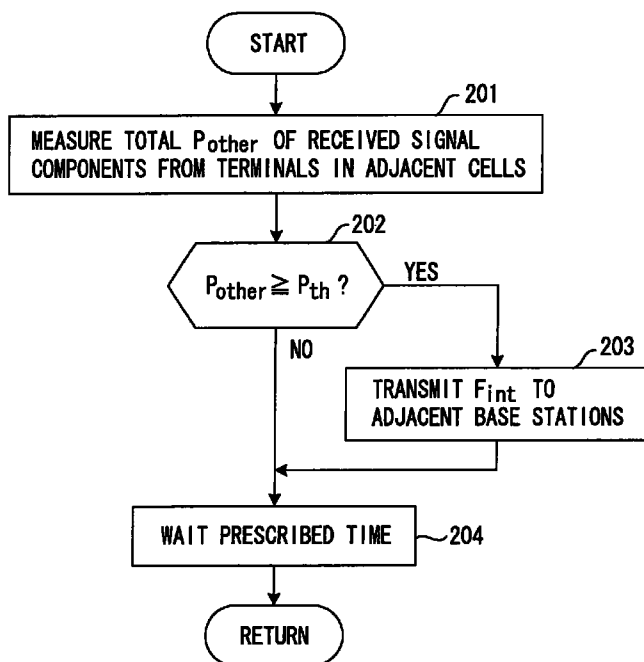 START
201
MEASURE TOTAL Pother OF RECEIVED SIGNAL
COMPONENTS FROM TERMINALS IN ADJACENT CELLS
202
Pother ≧ Pth ?
YES
NO
203
TRANSMIT Fint TO
ADJACENT BASE STATIONS
WAIT PRESCRIBED TIME
204
RETURN